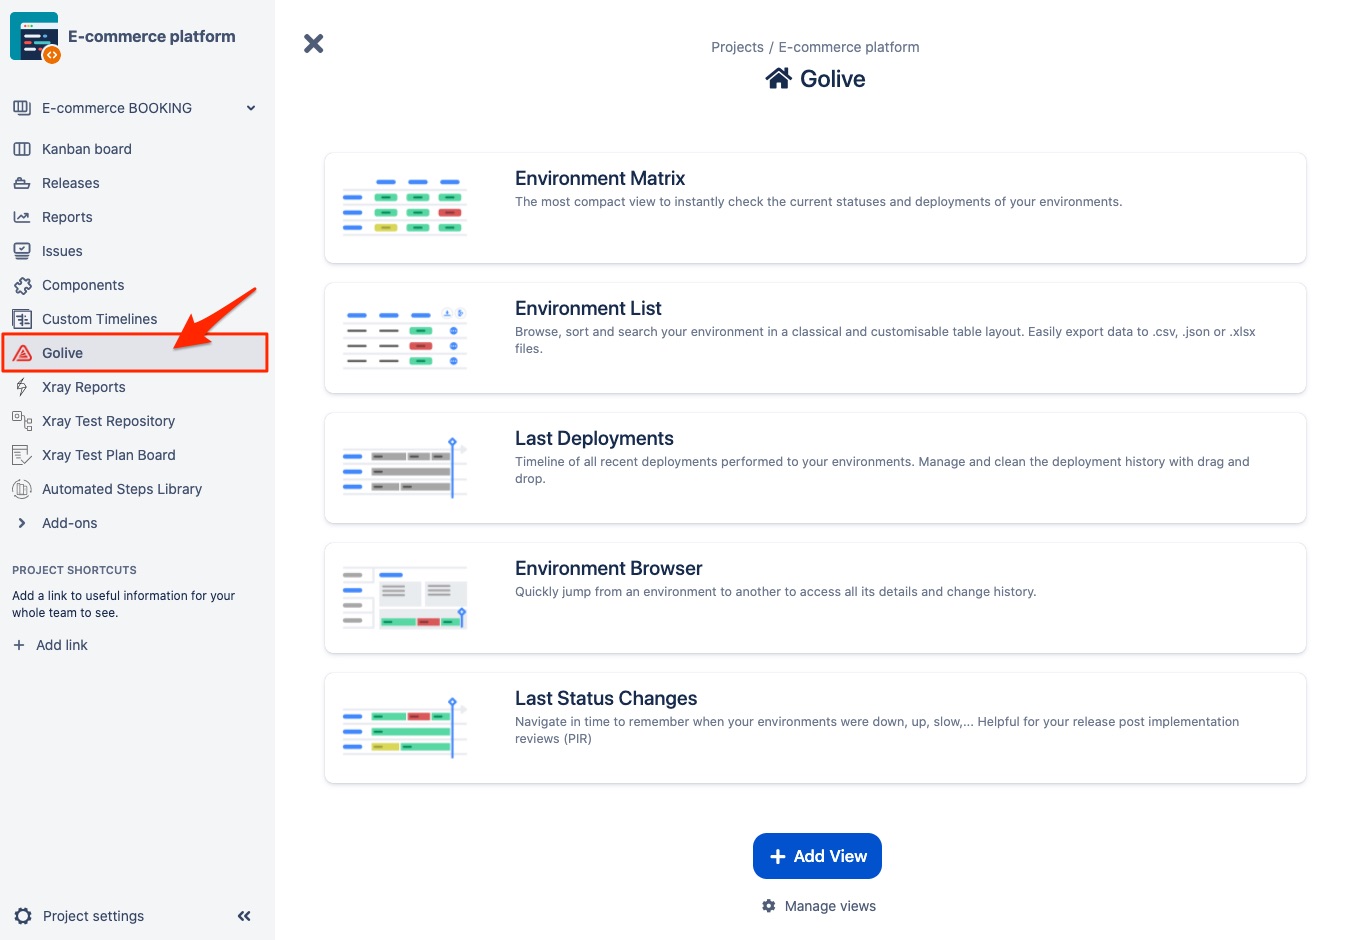 E-commerce platform
E-commerce BOOKING
Kanban board
Releases
Reports
Issues
Components
Custom Timelines
Golive
Xray Reports
Xray Test Repository
Xray Test Plan Board
Automated Steps Library
Add-ons
PROJECT SHORTCUTS
Add a link to useful information for your
whole team to see.
+ Add link
Project settings
Projects / E-commerce platform
Golive
Environment Matrix
The most compact view to instantly check the current statuses and deployments of your environments.
Environment List
Browse, sort and search your environment in a classical and customisable table layout. Easily export data to .csv, .json or .xlsx
files.
Last Deployments
Timeline of all recent deployments performed to your environments. Manage and clean the deployment history with drag and
drop.
Environment Browser
Quickly jump from an environment to another to access all its details and change history.
Last Status Changes
Navigate in time to remember when your environments were down, up, slow,... Helpful for your release post implementation
reviews (PIR)
+ Add View
Manage views